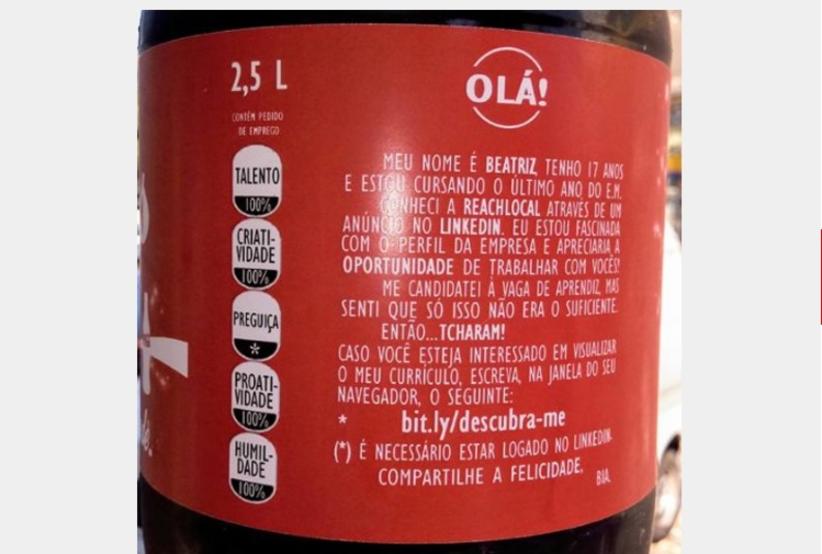 2,5 L
CONTÉM PEDIDO
DE EMPREGO
TALENTO
100%
CRIATI-
VIDADE
100%
PREGUIÇA
*
PROATI-
VIDADE
100%
HUMIL-
DADE
100%
OLÁ!
MEU NOME É BEATRIZ, TENHO 17 ANOS
E ESTOU CURSANDO O ÚLTIMO ANO DO E.M.
CONHECI A REACHLOCAL ATRAVÉS DE UM
ANÚNCIO NO LINKEDIN. EU ESTOU FASCINADA
COM O PERFIL DA EMPRESA E APRECIARIA A
OPORTUNIDADE DE TRABALHAR COM VOCÊS!
ME CANDIDATEI À VAGA DE APRENDIZ, MAS
SENTI QUE SÓ ISSO NÃO ERA O SUFICIENTE.
ENTÃO...TCHARAM!
CASO VOCÊ ESTEJA INTERESSADO EM VISUALIZAR
O MEU CURRÍCULO, ESCREVA, NA JANELA DO SEU
NAVEGADOR, O SEGUINTE:
* bit.ly/descubra-me
(*) É NECESSÁRIO ESTAR LOGADO NO LINKEDIN.
COMPARTILHE A FELICIDADE, BIA.